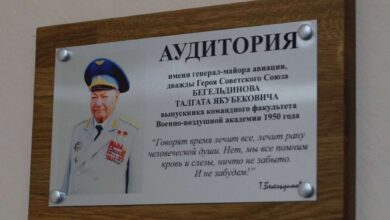 АУДИТОРИЯ
имени генерал-майора авиации,
дважды Героя Советского Союза
БЕГЕЛЬДИНОВА
ТАЛГАТА ЯКУБЕКОВИЧА
выпускника командного факультета
Военно-воздушной академии 1950 года
"Говорят время лечит все, лечит рану
человеческой души. Нет, мы все помним
кровь и слезы, ничто не забыто.
И не забудем!"
Т.Бегельдинов